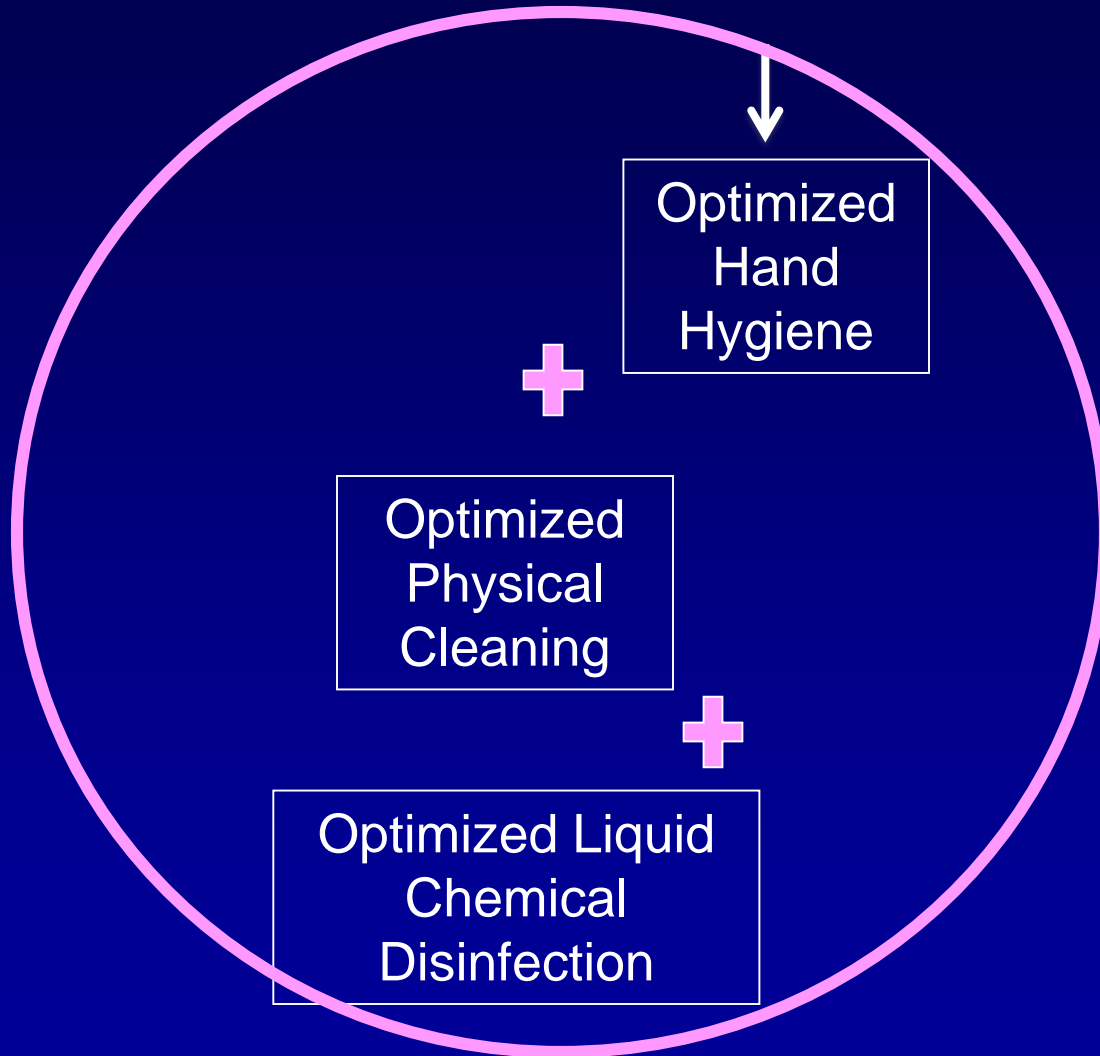 Optimized
Hand
Hygiene
Optimized
Physical
Cleaning
Optimized Liquid
Chemical
Disinfection